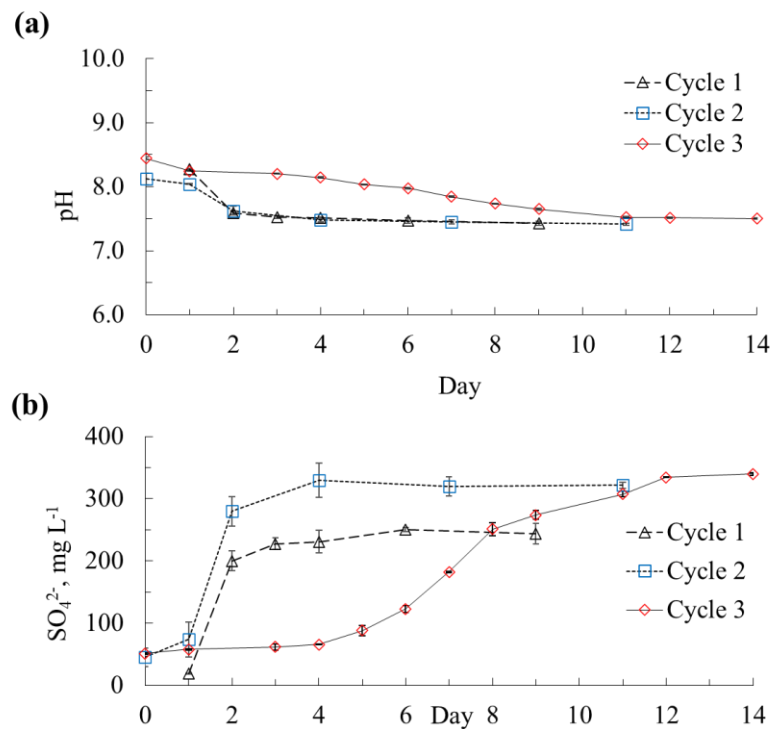 (a)
10.0
9.0
8.0
7.0
6.0
pH
Cycle 1
Cycle 2
Cycle 3
0 2 4 6 8 10 12 14
Day
(b)
400
300
200
100
0
SO₄²⁻, mg L⁻¹
Cycle 1
Cycle 2
Cycle 3
0 2 4 6 Day 8 10 12 14